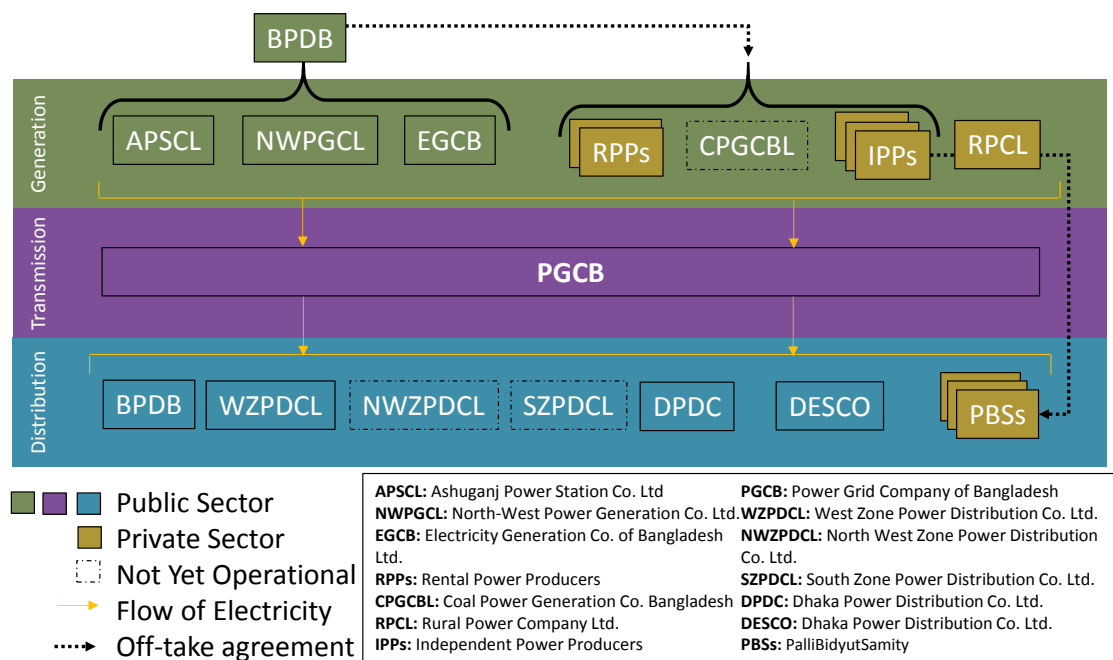 BPDB
Generation
APSCL
NWPGCL
EGCB
RPPs
CPGCBL
IPPs
RPCL
Transmission
PGCB
Distribution
BPDB
WZPDCL
NWZPDCL
SZPDCL
DPDC
DESCO
PBSs
Public Sector
Private Sector
Not Yet Operational
Flow of Electricity
Off-take agreement
APSCL: Ashuganj Power Station Co. Ltd
NWPGCL: North-West Power Generation Co. Ltd.
EGCB: Electricity Generation Co. of Bangladesh
Ltd.
RPPs: Rental Power Producers
CPGCBL: Coal Power Generation Co. Bangladesh
RPCL: Rural Power Company Ltd.
IPPs: Independent Power Producers
PGCB: Power Grid Company of Bangladesh
WZPDCL: West Zone Power Distribution Co. Ltd.
NWZPDCL: North West Zone Power Distribution
Co. Ltd.
SZPDCL: South Zone Power Distribution Co. Ltd.
DPDC: Dhaka Power Distribution Co. Ltd.
DESCO: Dhaka Power Distribution Co. Ltd.
PBSs: PalliBidyutSamity